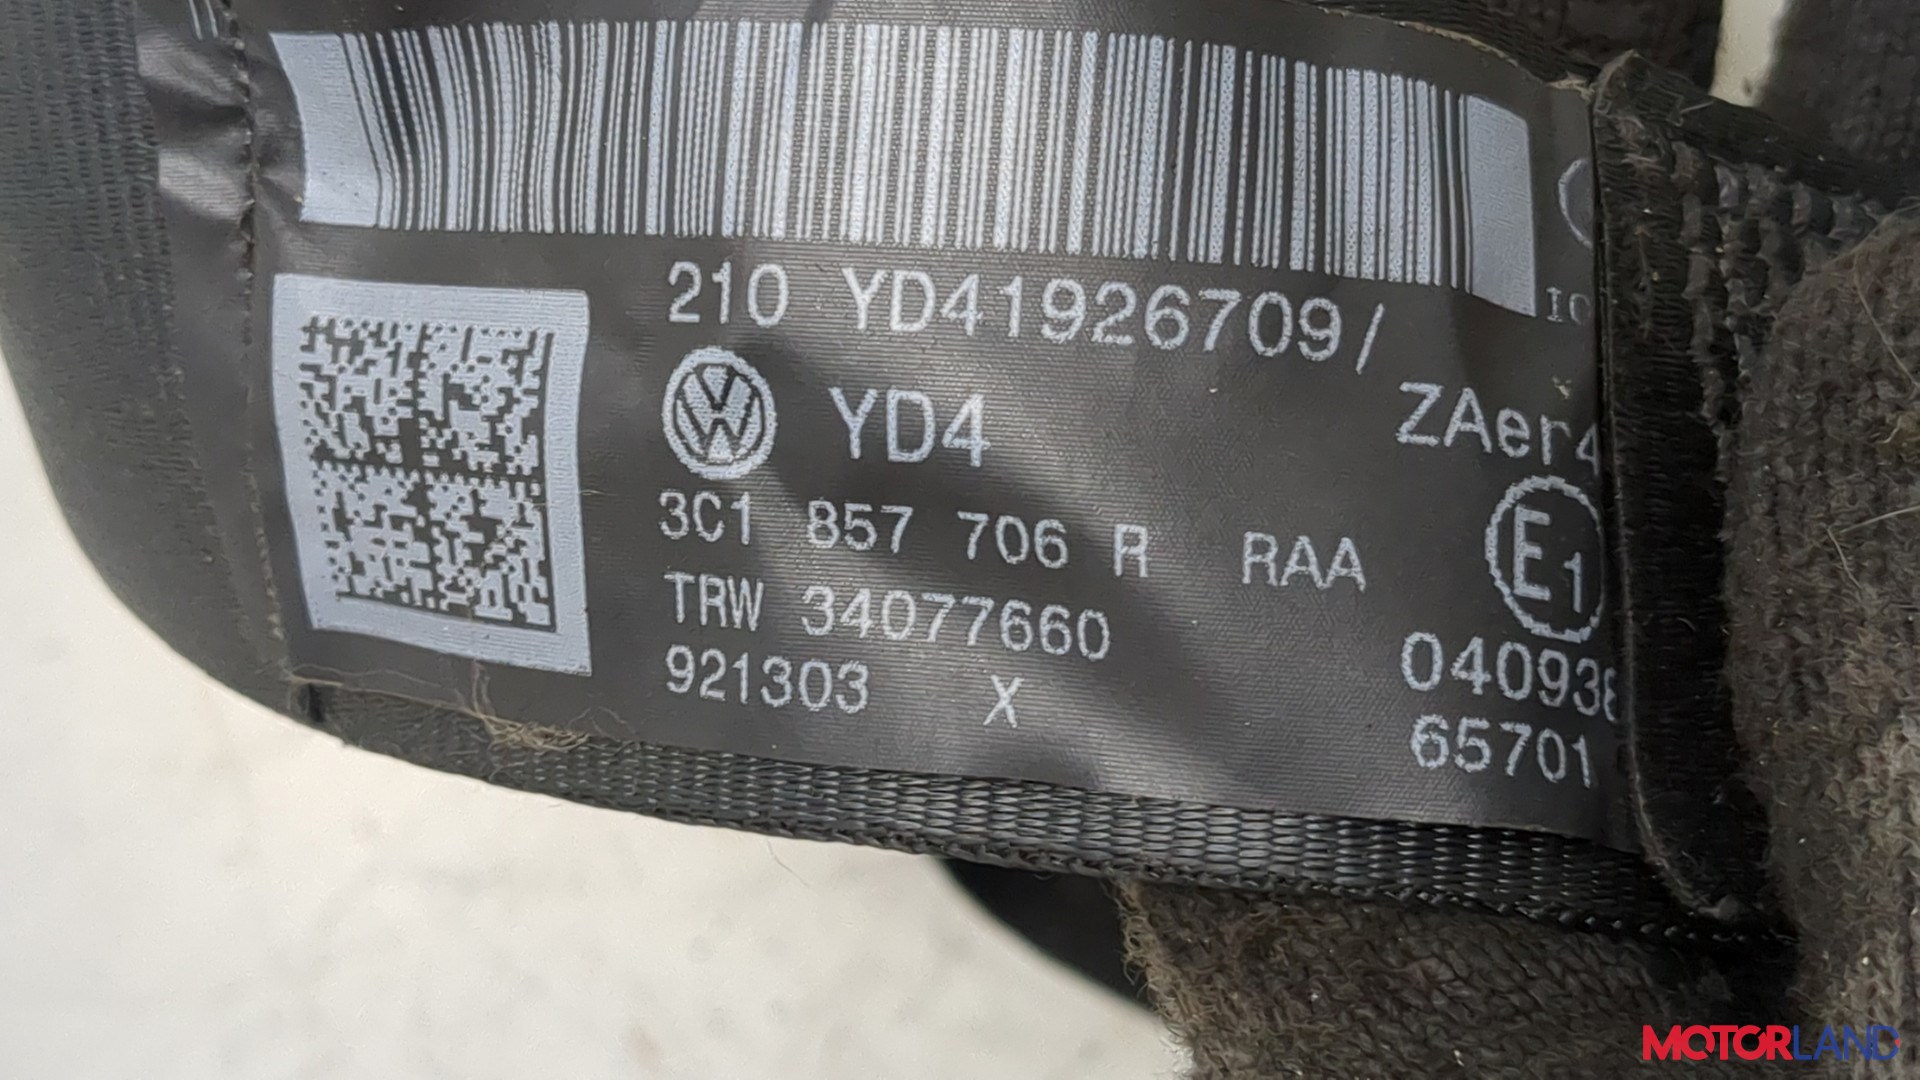 210 YD41926709/
YD4
ZAer4
3C1 857 706 R RAA
E1
TRW 34077660
04093
921303 X
65701
MOTORLAND